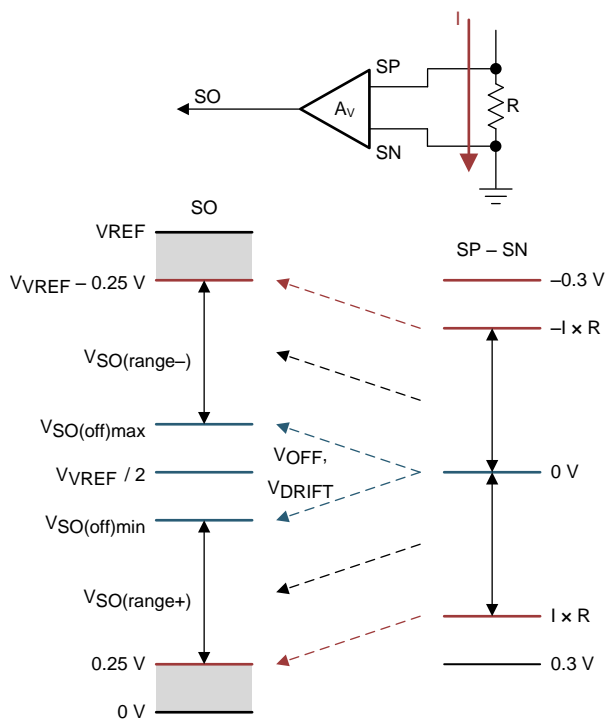 I
SP
SO
AV
R
SN
SO
VREF
SP – SN
VVREF – 0.25 V
–0.3 V
–I × R
VSO(range–)
VSO(off)max
VOFF,
VVREF / 2
0 V
VDRIFT
VSO(off)min
VSO(range+)
I × R
0.25 V
0.3 V
0 V